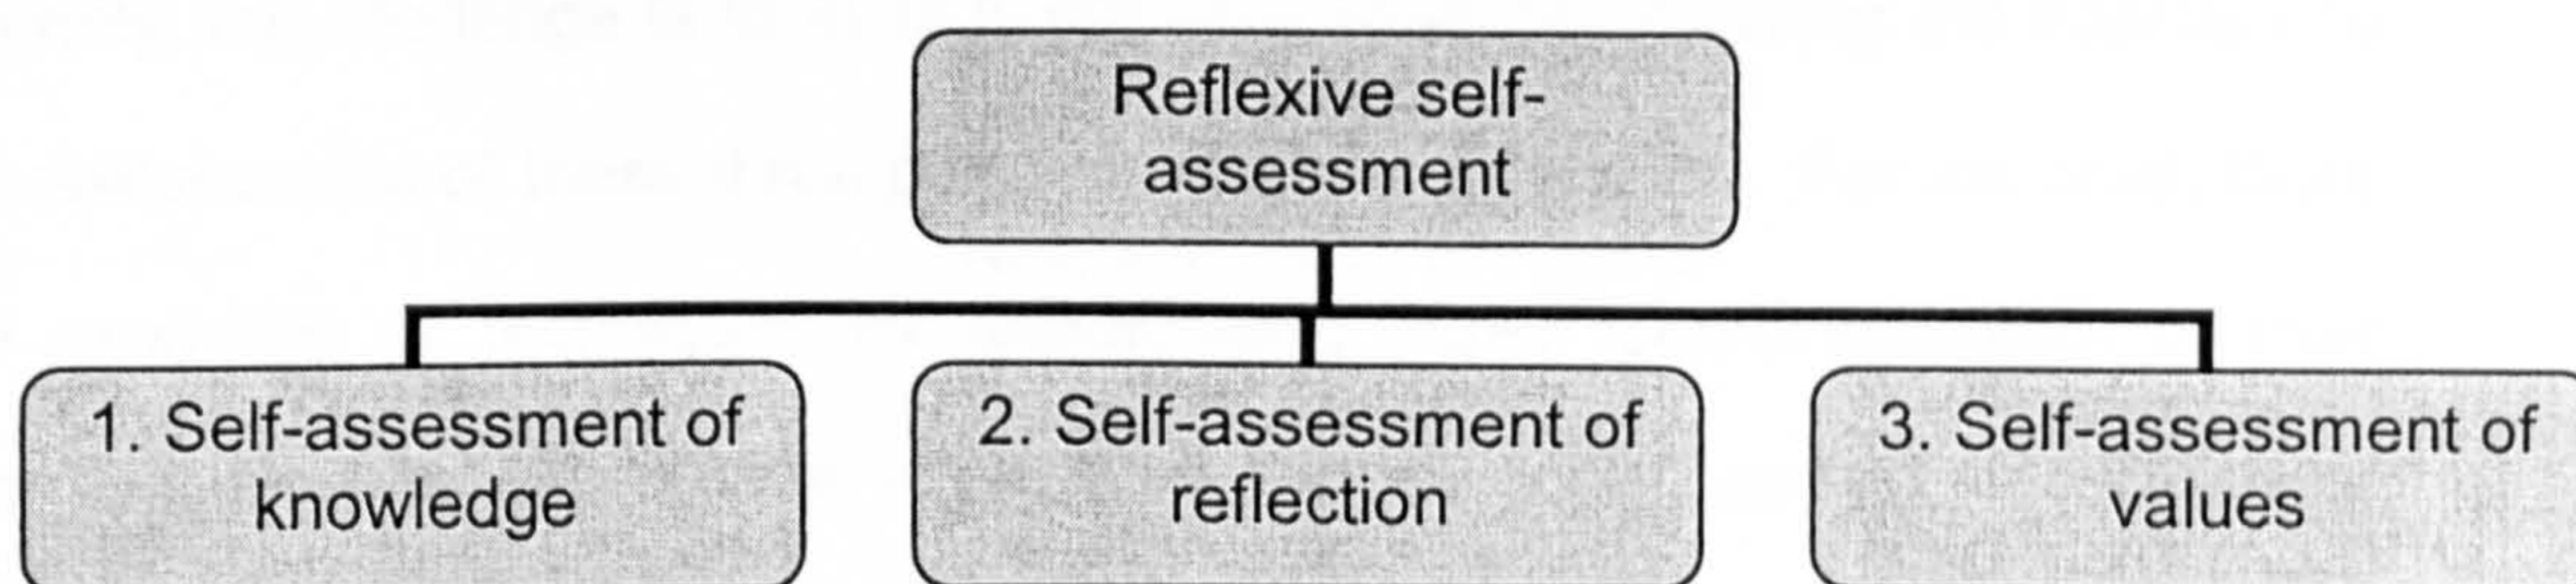 Reflexive self-
assessment
1. Self-assessment of
knowledge
2. Self-assessment of
reflection
3. Self-assessment of
values